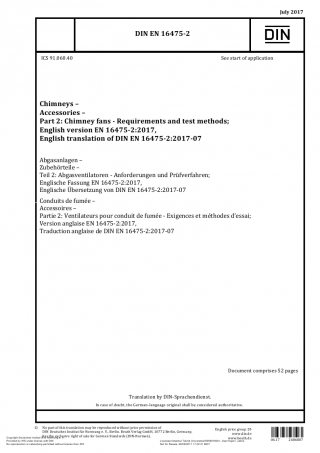 July 2017
DIN EN 16475-2
DIN
ICS 91.060.40
See start of application
Chimneys –
Accessories –
Part 2: Chimney fans - Requirements and test methods;
English version EN 16475-2:2017,
English translation of DIN EN 16475-2:2017-07
Abgasanlagen –
Zubehörteile –
Teil 2: Abgasventilatoren - Anforderungen und Prüfverfahren;
Englische Fassung EN 16475-2:2017,
Englische Übersetzung von DIN EN 16475-2:2017-07
Conduits de fumée –
Accessoires –
Partie 2: Ventilateurs pour conduit de fumée - Exigences et méthodes d'essai;
Version anglaise EN 16475-2:2017,
Traduction anglaise de DIN EN 16475-2:2017-07
Document comprises 52 pages
Translation by DIN-Sprachendienst.
In case of doubt, the German-language original shall be considered authoritative.
No part of this translation may be reproduced without prior permission of
DIN Deutsches Institut für Normung e. V., Berlin. Beuth Verlag GmbH, 10772 Berlin, Germany,
has the exclusive right of sale for German Standards (DIN-Normen).
English price group 20
www.din.de
www.beuth.de